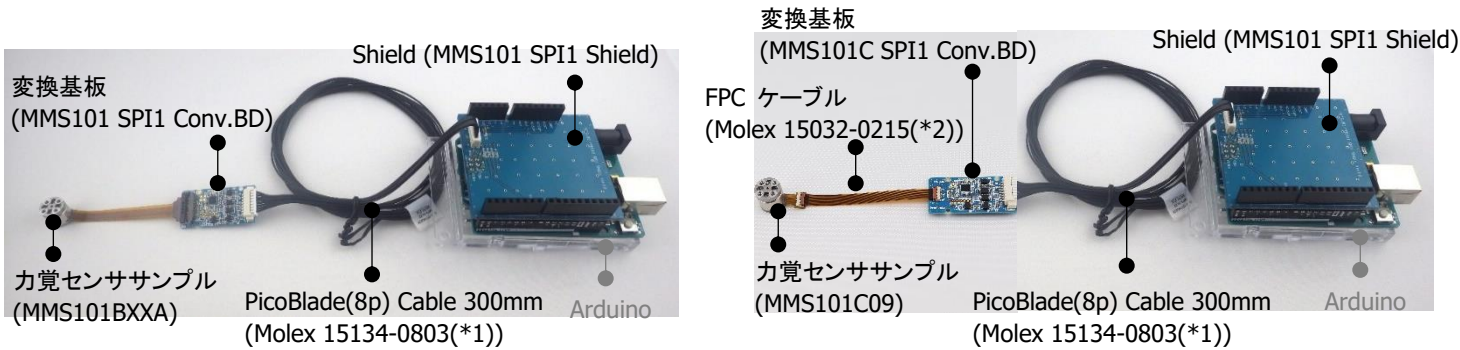 Shield (MMS101 SPI1 Shield)
変換基板
(MMS101 SPI1 Conv.BD)
力覚センササンプル
(MMS101BXXA)
PicoBlade(8p) Cable 300mm
(Molex 15134-0803(*1))
Arduino
変換基板
(MMS101C SPI1 Conv.BD)
Shield (MMS101 SPI1 Shield)
FPC ケーブル
(Molex 15032-0215(*2))
力覚センササンプル
(MMS101C09)
PicoBlade(8p) Cable 300mm
(Molex 15134-0803(*1))
Arduino